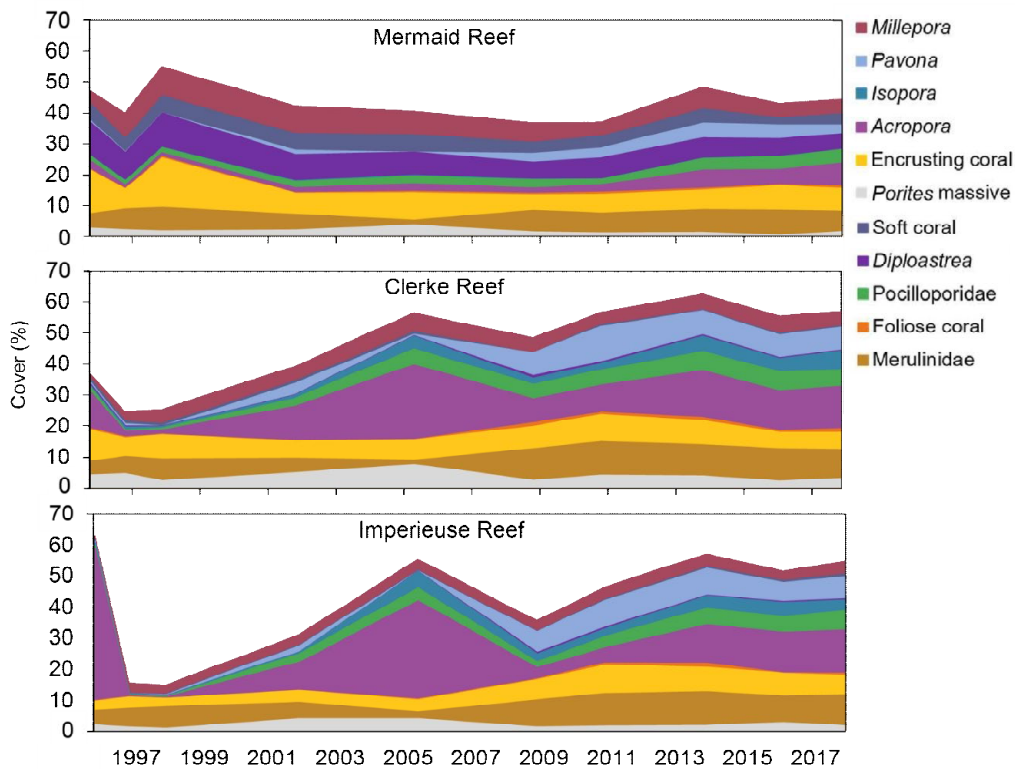 Mermaid Reef
70
60
50
40
30
20
10
0
Clerke Reef
70
60
50
40
30
20
10
0
Cover (%)
Imperieuse Reef
70
60
50
40
30
20
10
0
1997 1999 2001 2003 2005 2007 2009 2011 2013 2015 2017
Millepora
Pavona
Isopora
Acropora
Encrusting coral
Porites massive
Soft coral
Diploastrea
Pocilloporidae
Foliose coral
Merulinidae